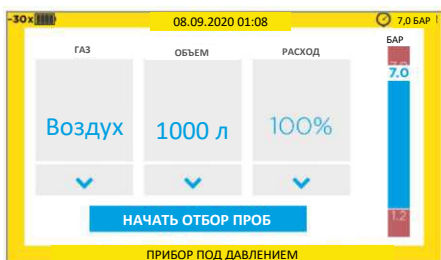 -30x 08.09.2020 01:08 7,0 БАР !
ГАЗ ОБЪЕМ РАСХОД БАР
7.0
Воздух 1000 л 100%
1.2
НАЧАТЬ ОТБОР ПРОБ
ПРИБОР ПОД ДАВЛЕНИЕМ